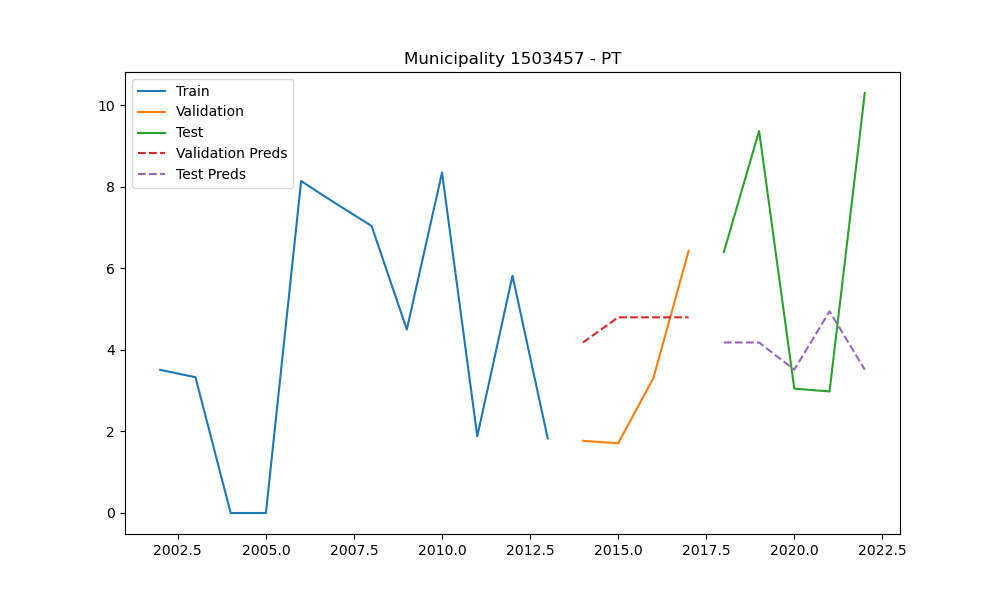 Municipality 1503457 - PT
Train
Validation
Test
Validation Preds
Test Preds
10
8
6
4
2
0
2002.5 2005.0 2007.5 2010.0 2012.5 2015.0 2017.5 2020.0 2022.5